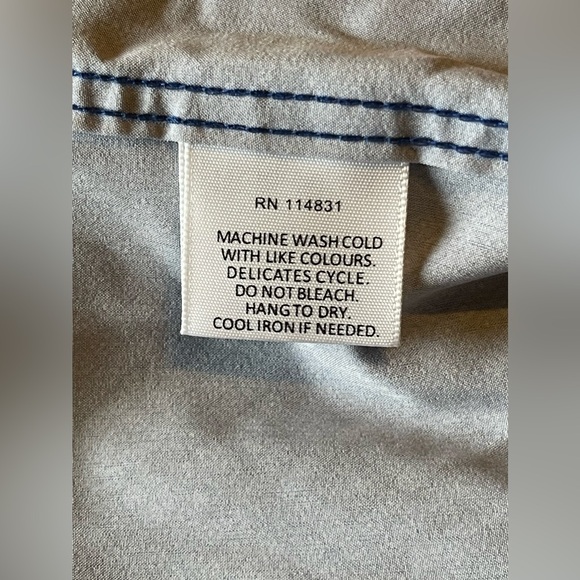 RN 114831
MACHINE WASH COLD
WITH LIKE COLOURS.
DELICATES CYCLE.
DO NOT BLEACH.
HANG TO DRY.
COOL IRON IF NEEDED.